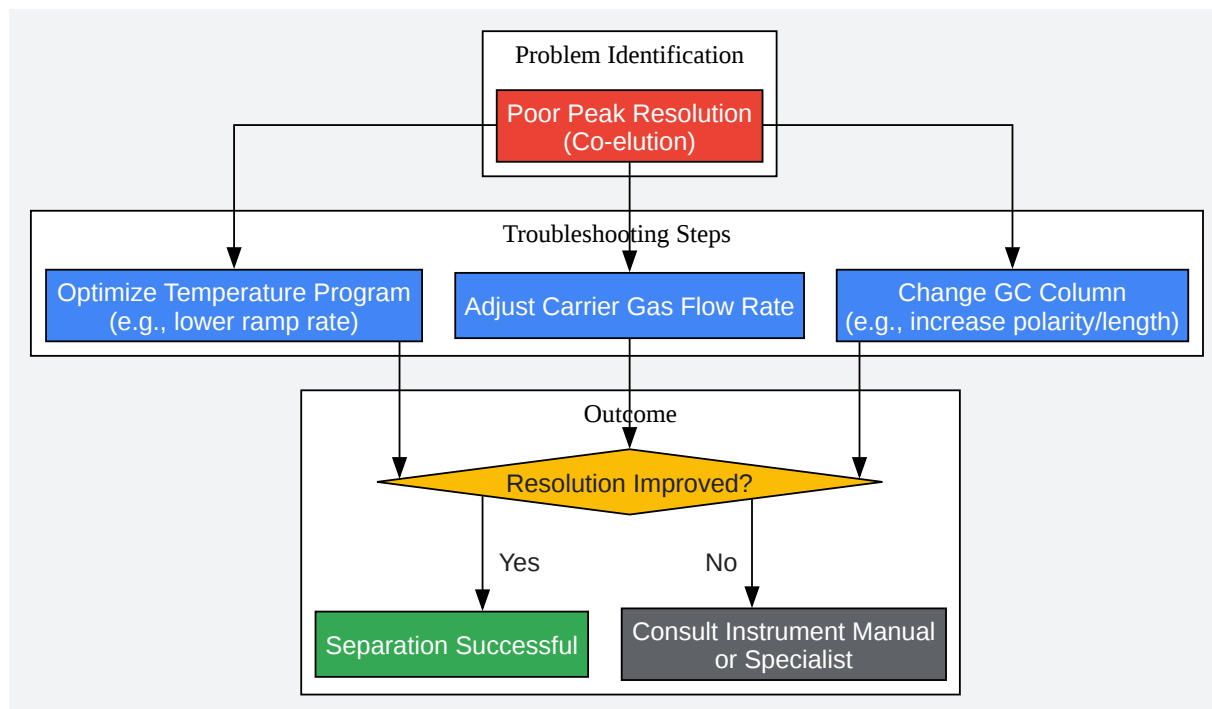 Problem Identification
Poor Peak Resolution
(Co-elution)
Troubleshooting Steps
Optimize Temperature Program
(e.g., lower ramp rate)
Adjust Carrier Gas Flow Rate
Change GC Column
(e.g., increase polarity/length)
Outcome
Resolution Improved?
Yes
No
Separation Successful
Consult Instrument Manual
or Specialist